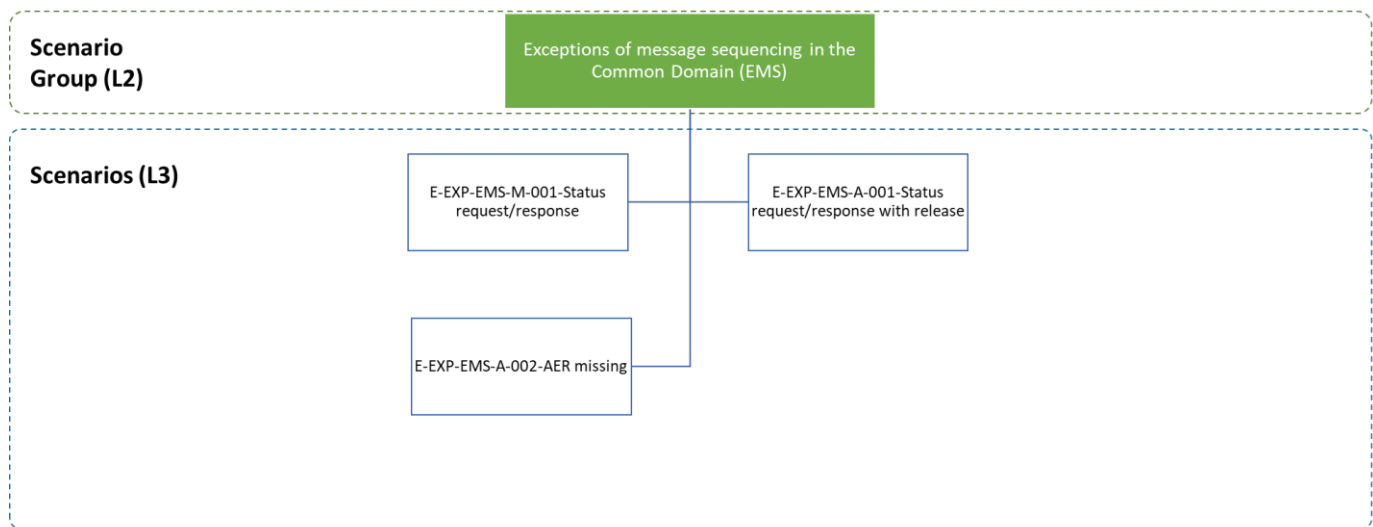 Scenario
Group (L2)
Exceptions of message sequencing in the
Common Domain (EMS)
Scenarios (L3)
E-EXP-EMS-M-001-Status
request/response
E-EXP-EMS-A-001-Status
request/response with release
E-EXP-EMS-A-002-AER missing